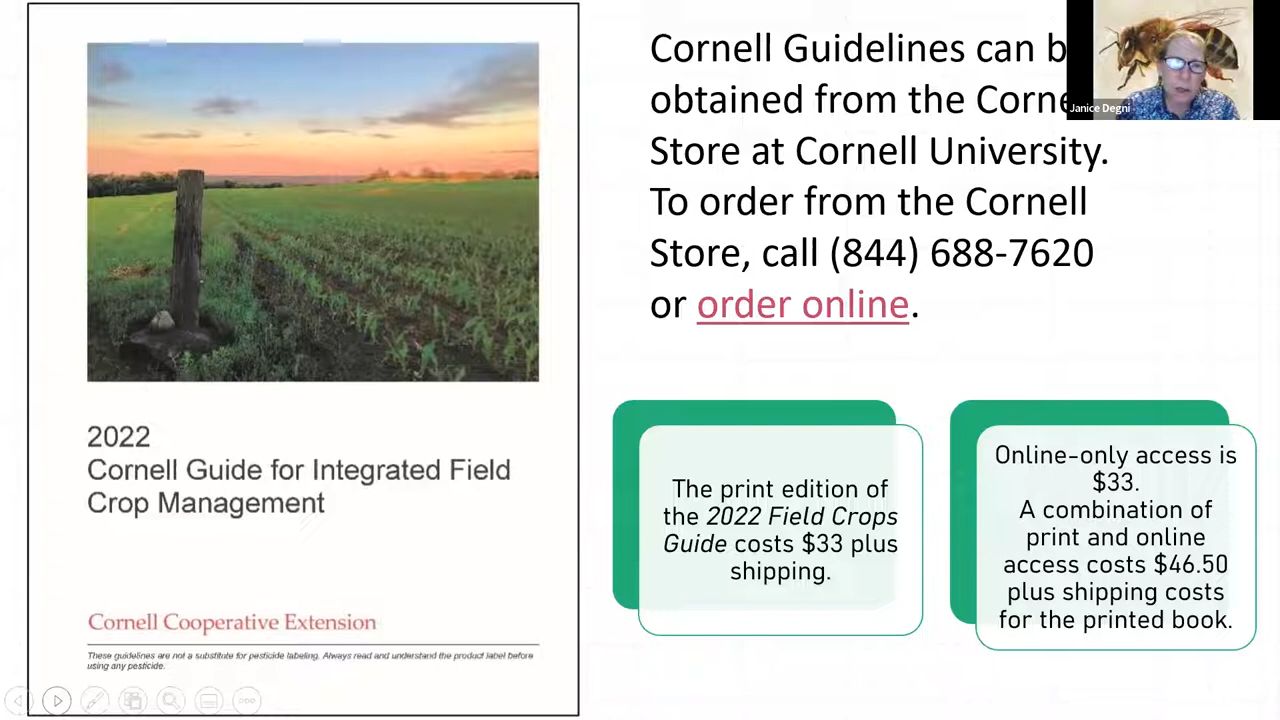 2022
Cornell Guide for Integrated Field
Crop Management
Cornell Cooperative Extension
These guidelines are not a substitute for pesticide labeling. Always read and understand the product label before
using any pesticide.
Cornell Guidelines can b
obtained from the Corne
Store at Cornell University.
To order from the Cornell
Store, call (844) 688-7620
or order online.
The print edition of
the 2022 Field Crops
Guide costs $33 plus
shipping.
Online-only access is
$33.
A combination of
print and online
access costs $46.50
plus shipping costs
for the printed book.
Janice Degni